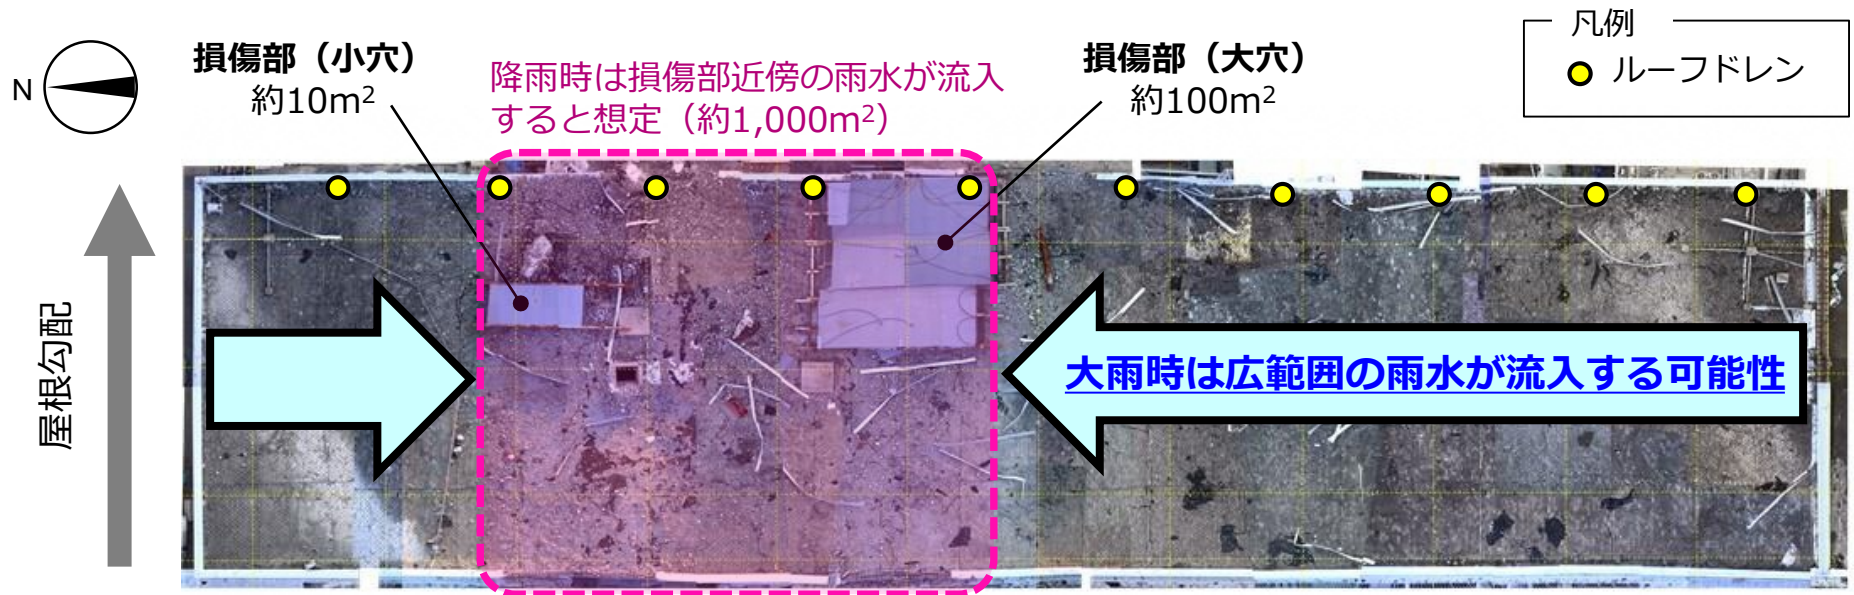 凡例
ルーフドレン
N
損傷部（小穴）
約10m²
降雨時は損傷部近傍の雨水が流入
すると想定（約1,000m²）
損傷部（大穴）
約100m²
屋根勾配
大雨時は広範囲の雨水が流入する可能性